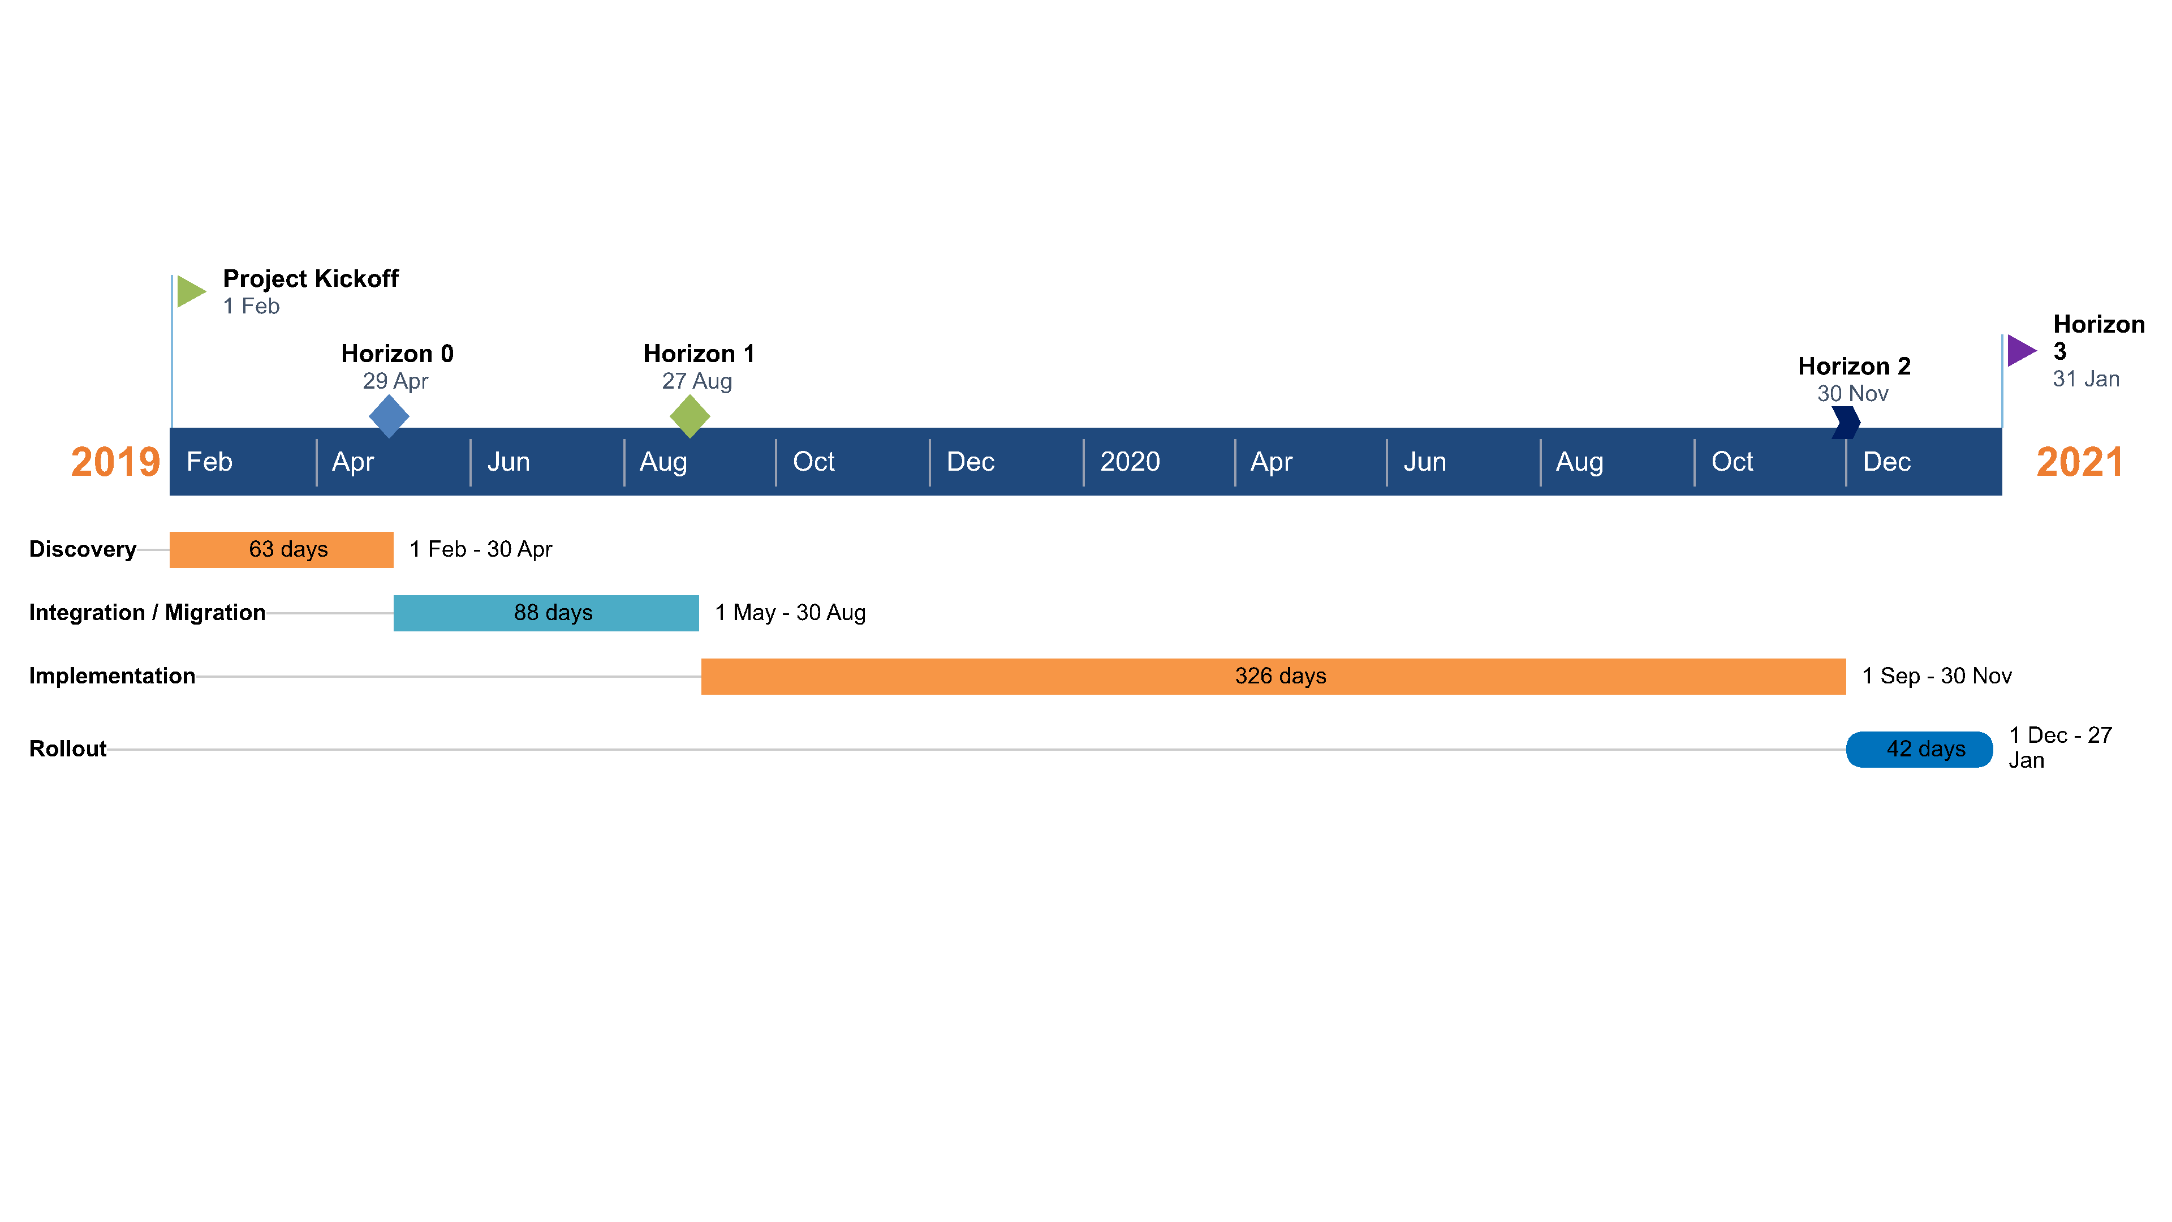 Project Kickoff
1 Feb
Horizon 0
29 Apr
Horizon 1
27 Aug
Horizon 2
30 Nov
Horizon
3
31 Jan
2019 Feb Apr Jun Aug Oct Dec 2020 Apr Jun Aug Oct Dec 2021
Discovery 63 days 1 Feb - 30 Apr
Integration / Migration 88 days 1 May - 30 Aug
Implementation 326 days 1 Sep - 30 Nov
Rollout 42 days 1 Dec - 27
Jan